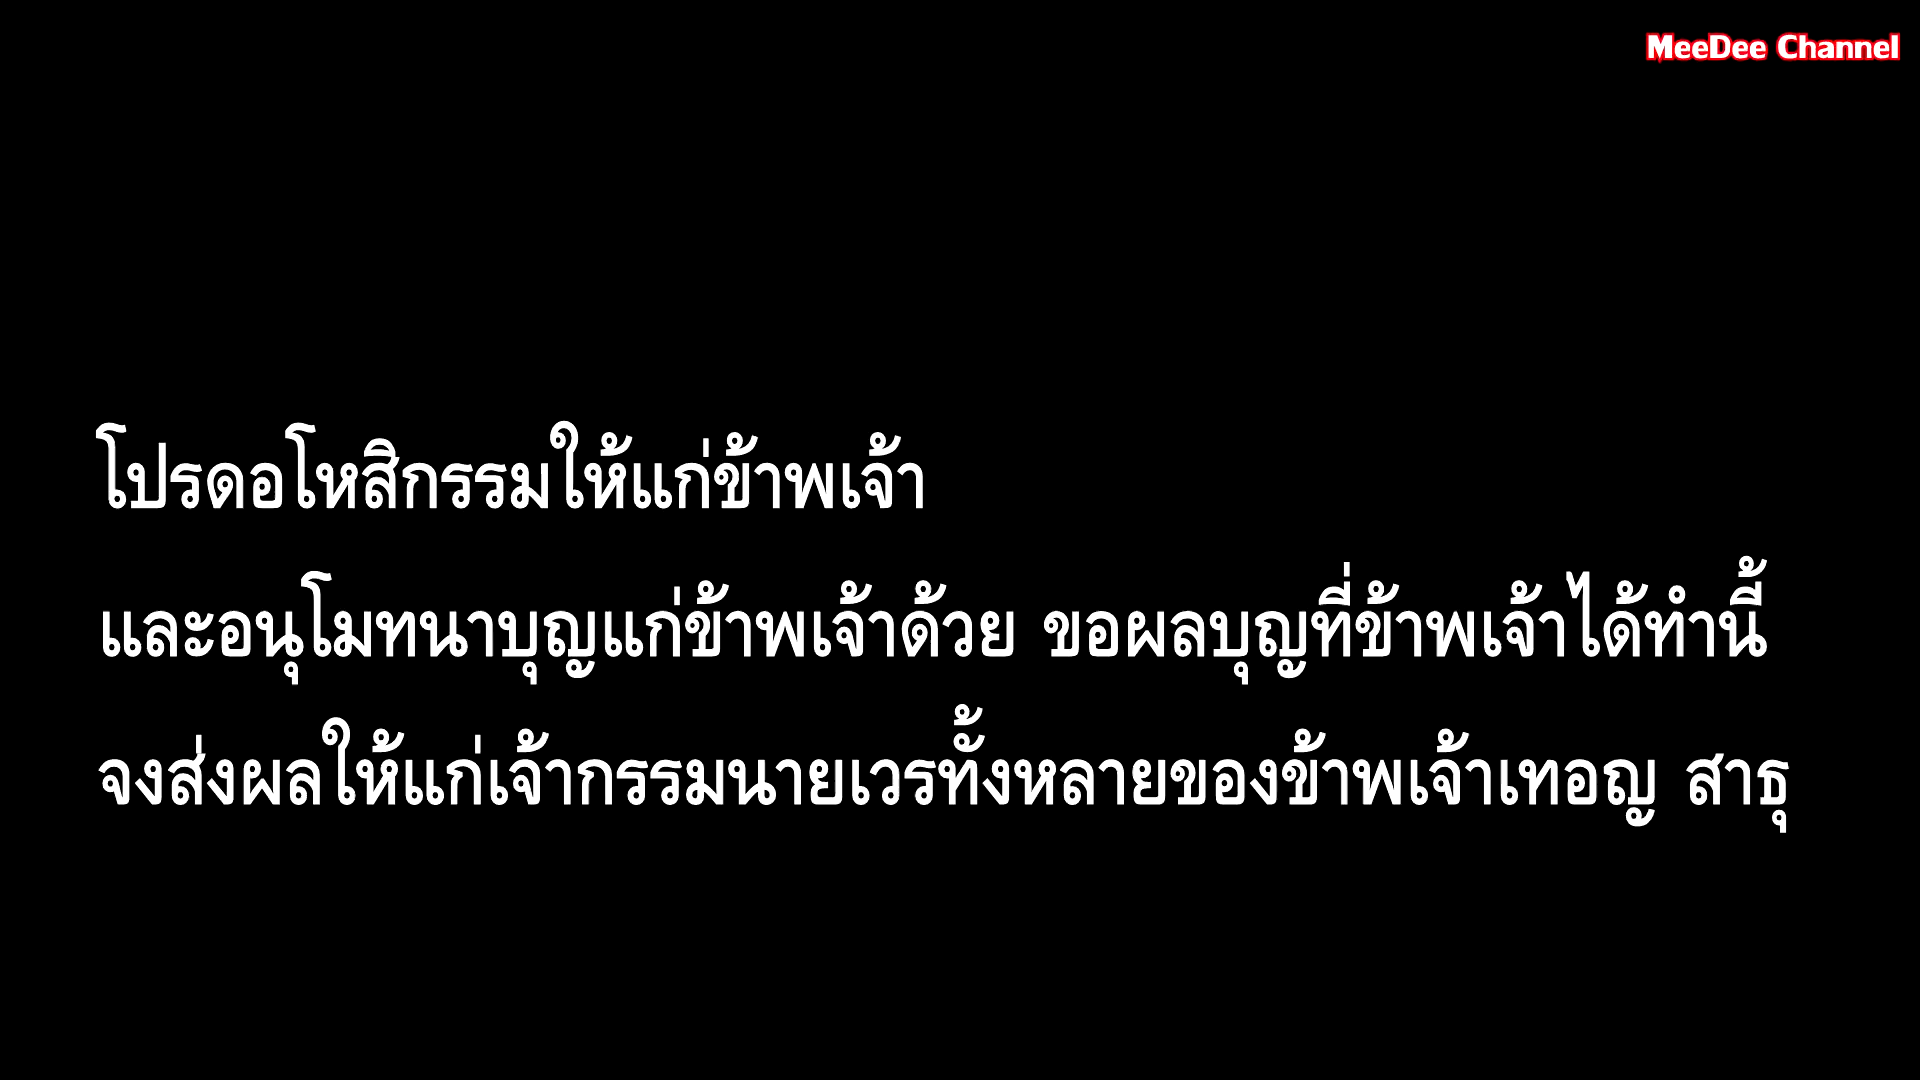 MeeDee Channel
โปรดอโหสิกรรมให้แก่ข้าพเจ้า
และอนุโมทนาบุญแก่ข้าพเจ้าด้วย ขอผลบุญที่ข้าพเจ้าได้ทำนี้
จงส่งผลให้แก่เจ้ากรรมนายเวรทั้งหลายของข้าพเจ้าเทอญ สาธุ